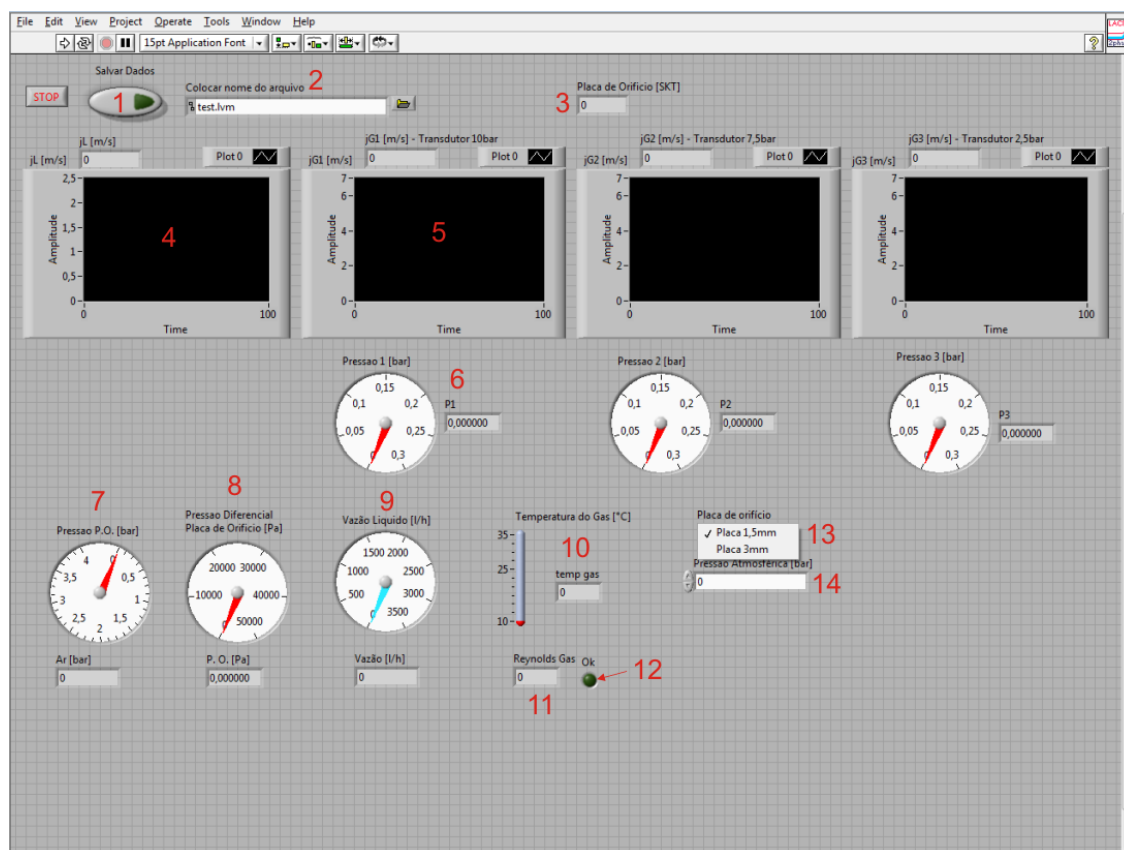 File Edit View Project Operate Tools Window Help
15pt Application Font
?
Salvar Dados
STOP
1
Colocar nome do arquivo 2
test.lvm
Placa de Orificio [SKT]
3 0
jL [m/s]
jL [m/s] 0 Plot 0
2,5
2
1,5
1
0,5
0
Amplitude
4
0 100
Time
jG1 [m/s] - Transdutor 10bar
jG1 [m/s] 0 Plot 0
7
6
4
2
0
Amplitude
5
0 100
Time
jG2 [m/s] - Transdutor 7,5bar
jG2 [m/s] 0 Plot 0
7
6
4
2
0
Amplitude
0 100
Time
jG3 [m/s] - Transdutor 2,5bar
jG3 [m/s] 0 Plot 0
7
6
4
2
0
Amplitude
0 100
Time
Pressao 1 [bar]
0 0,05 0,1 0,15 0,2 0,25 0,3
6
P1
0,000000
Pressao 2 [bar]
0 0,05 0,1 0,15 0,2 0,25 0,3
P2
0,000000
Pressao 3 [bar]
0 0,05 0,1 0,15 0,2 0,25 0,3
P3
0,000000
7
Pressao P.O. [bar]
0 0,5 1 1,5 2 2,5 3 3,5 4
Ar [bar]
0
8
Pressao Diferencial
Placa de Orificio [Pa]
0 10000 20000 30000 40000 50000
P. O. [Pa]
0,000000
9
Vazão Liquido [l/h]
0 500 1000 1500 2000 2500 3000 3500
Vazão [l/h]
0
Temperatura do Gas [°C]
35
25
10
10
temp gas
0
Reynolds Gas Ok
0
11
12
Placa de orifício
✓ Placa 1,5mm 13
Placa 3mm
Pressao Atmosférica [bar]
0 14